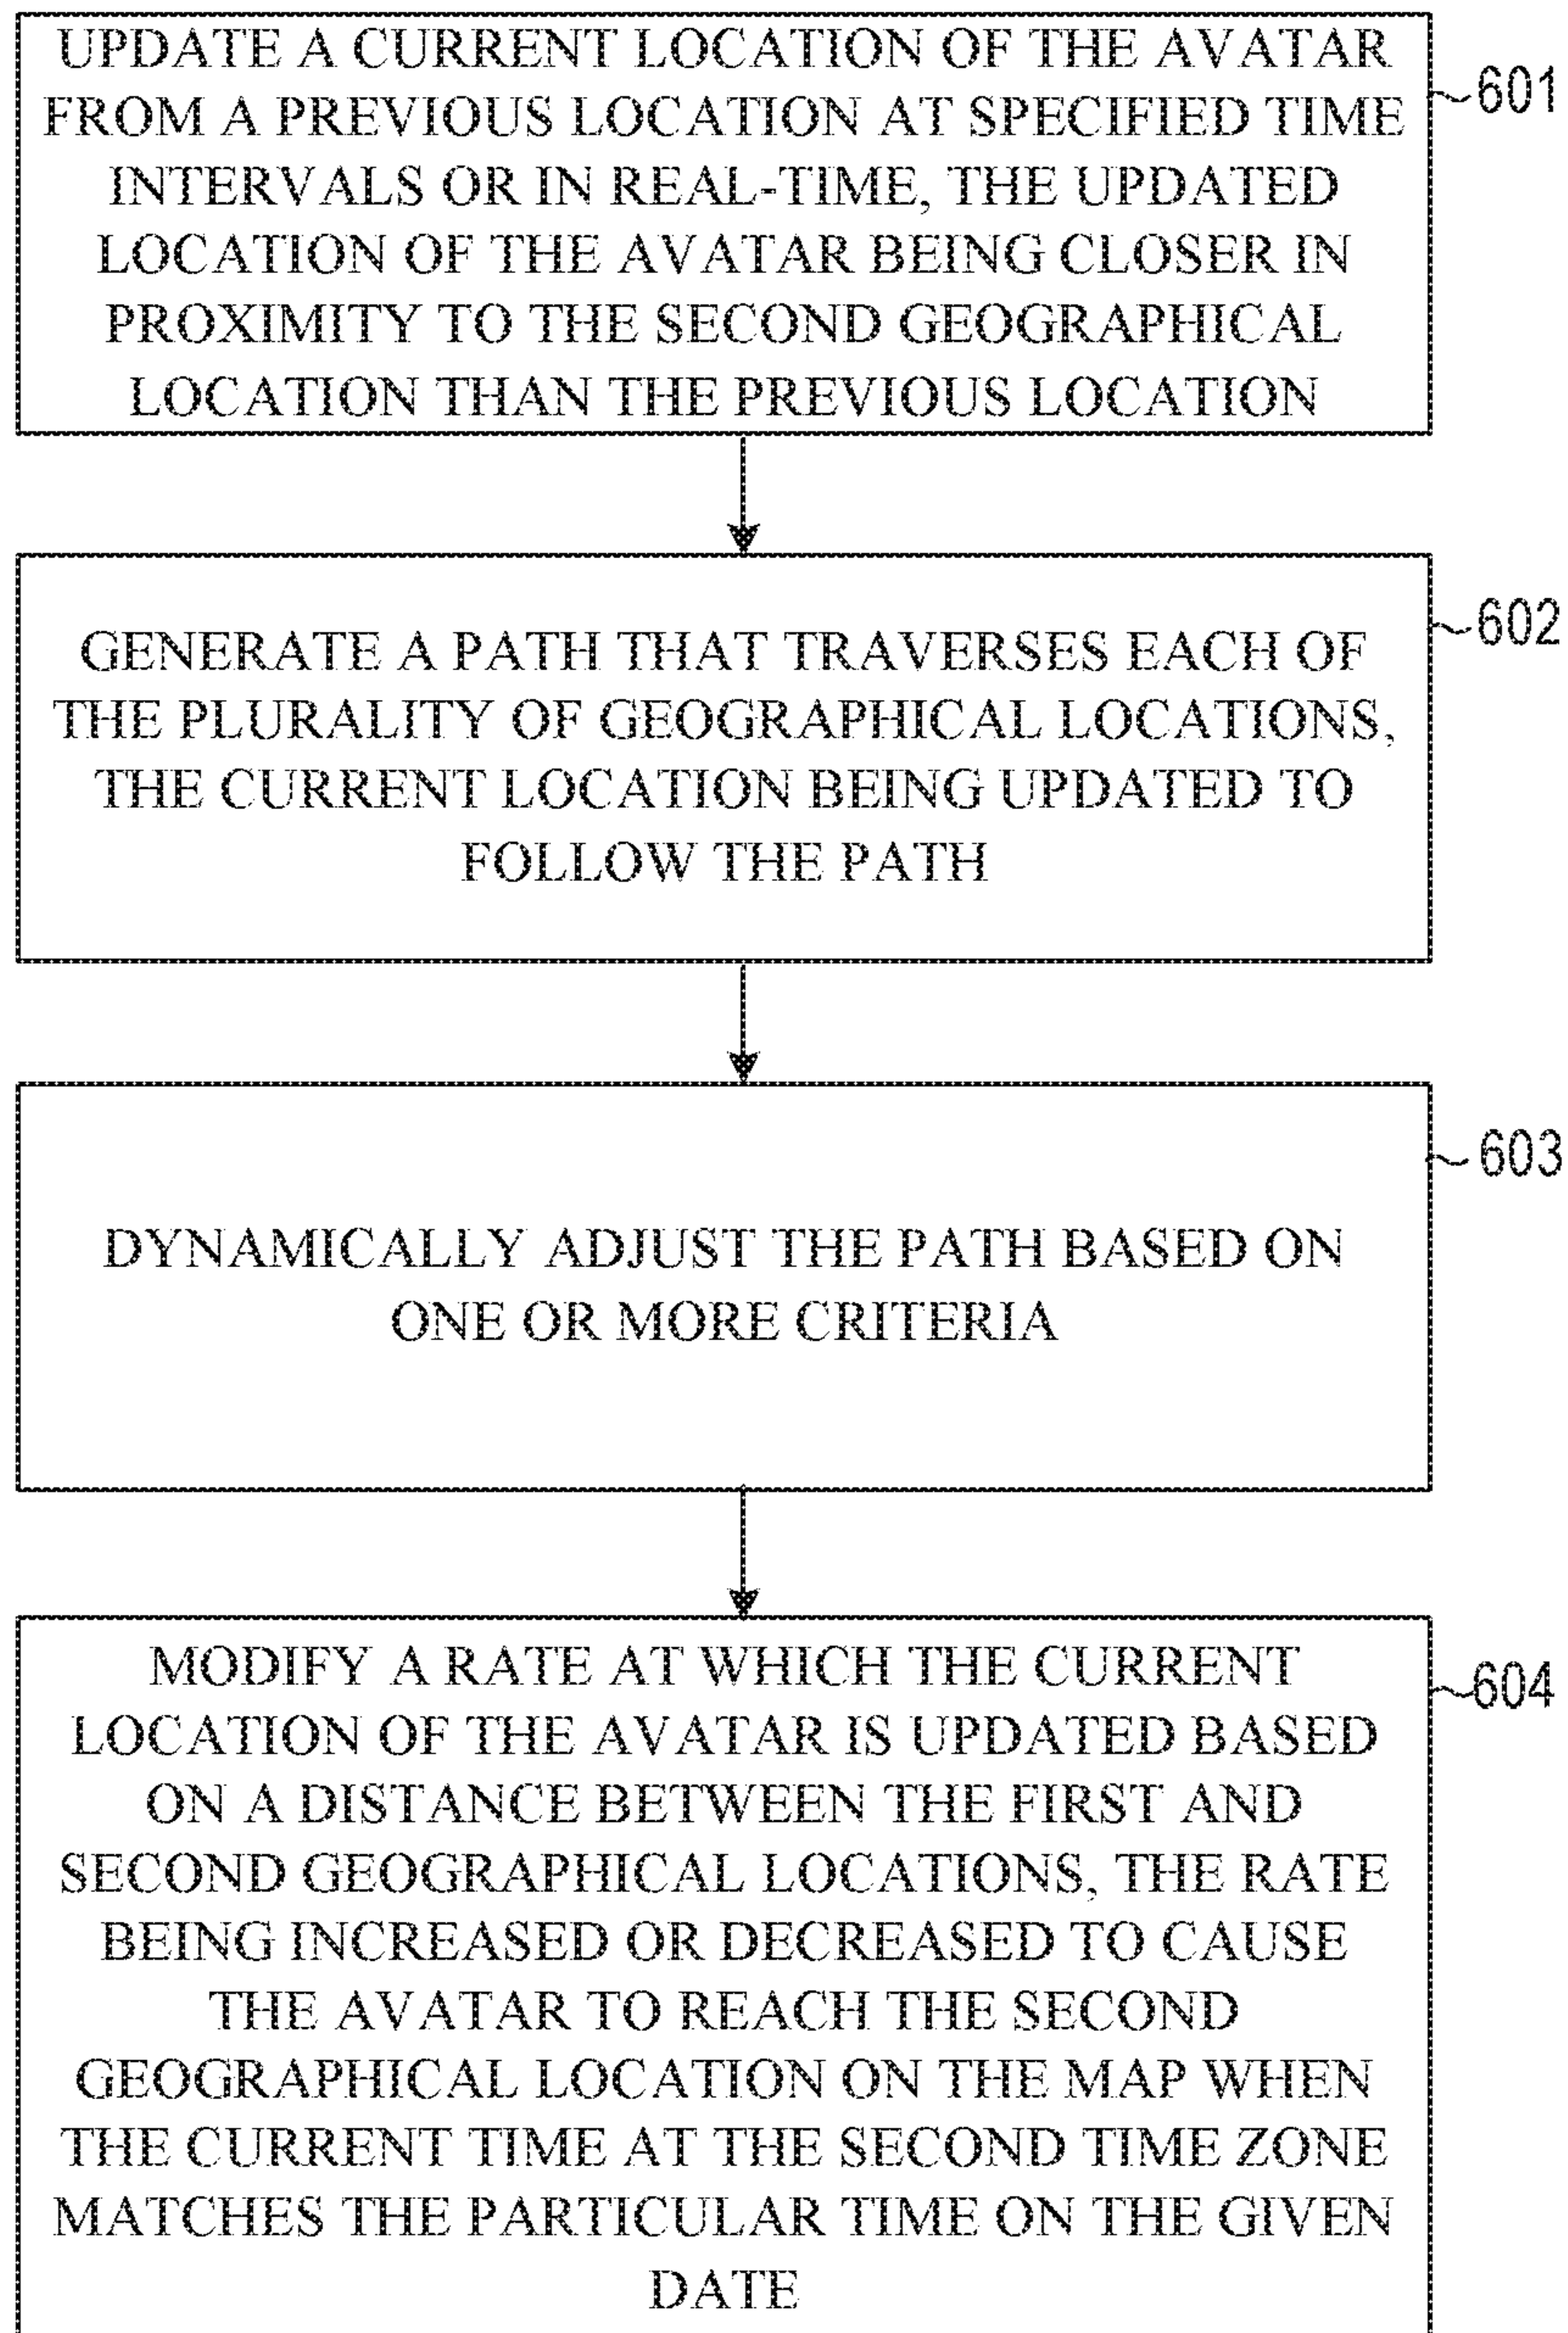 UPDATE A CURRENT LOCATION OF THE AVATAR
FROM A PREVIOUS LOCATION AT SPECIFIED TIME
INTERVALS OR IN REAL-TIME, THE UPDATED
LOCATION OF THE AVATAR BEING CLOSER IN
PROXIMITY TO THE SECOND GEOGRAPHICAL
LOCATION THAN THE PREVIOUS LOCATION
601
GENERATE A PATH THAT TRAVERSES EACH OF
THE PLURALITY OF GEOGRAPHICAL LOCATIONS,
THE CURRENT LOCATION BEING UPDATED TO
FOLLOW THE PATH
602
DYNAMICALLY ADJUST THE PATH BASED ON
ONE OR MORE CRITERIA
603
MODIFY A RATE AT WHICH THE CURRENT
LOCATION OF THE AVATAR IS UPDATED BASED
ON A DISTANCE BETWEEN THE FIRST AND
SECOND GEOGRAPHICAL LOCATIONS, THE RATE
BEING INCREASED OR DECREASED TO CAUSE
THE AVATAR TO REACH THE SECOND
GEOGRAPHICAL LOCATION ON THE MAP WHEN
THE CURRENT TIME AT THE SECOND TIME ZONE
MATCHES THE PARTICULAR TIME ON THE GIVEN
DATE
604